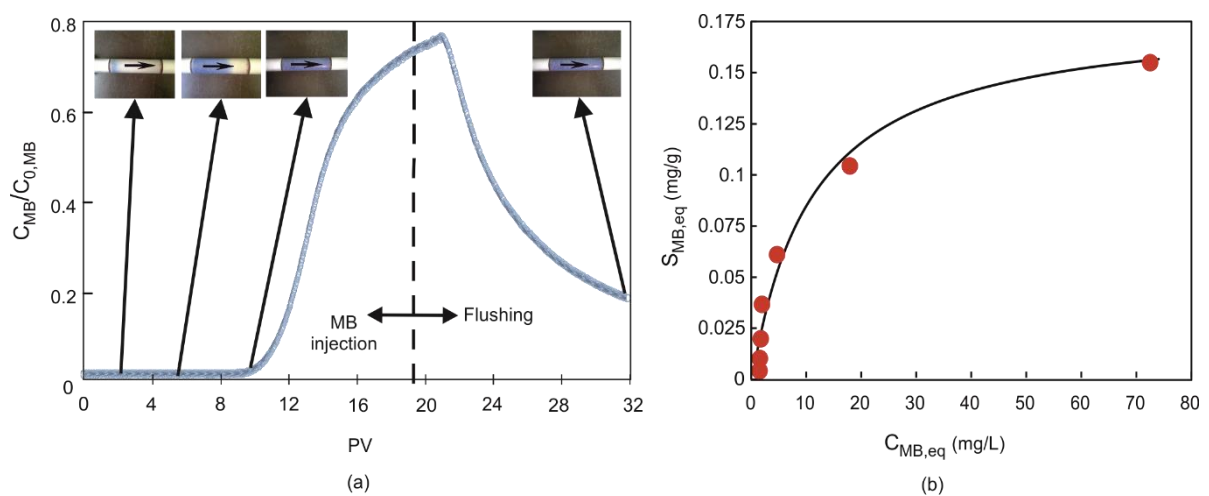 0.8
0.6
0.4
0.2
0
C_MB/C_0,MB
MB
injection
Flushing
0 4 8 12 16 20 24 28 32
PV
(a)
0.175
0.15
0.125
0.1
0.075
0.05
0.025
0
S_MB,eq (mg/g)
0 10 20 30 40 50 60 70 80
C_MB,eq (mg/L)
(b)